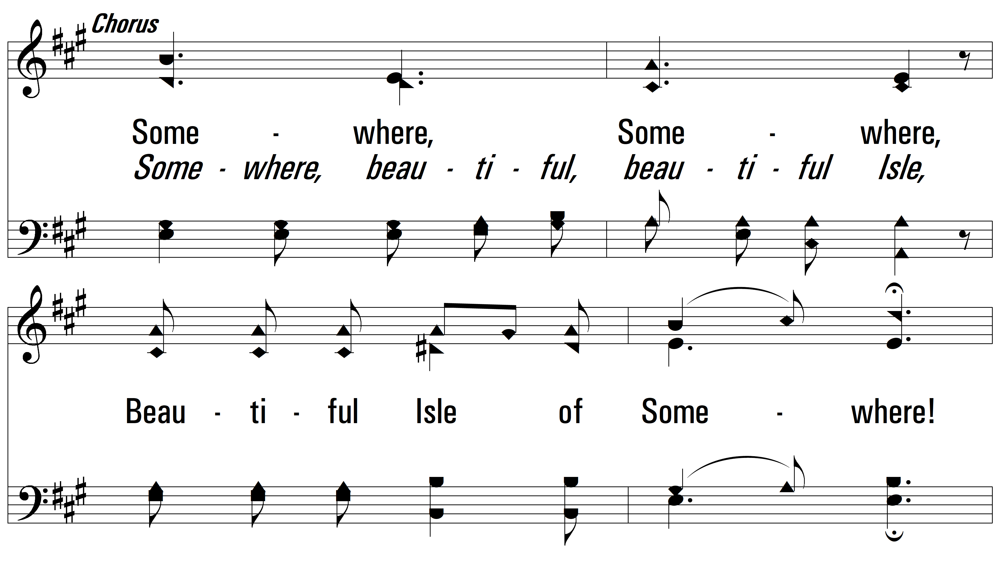 Chorus
Some - where, Some - where,
Some - where, beau - ti - ful, beau - ti - ful Isle,
Beau - ti - ful Isle of Some - where!